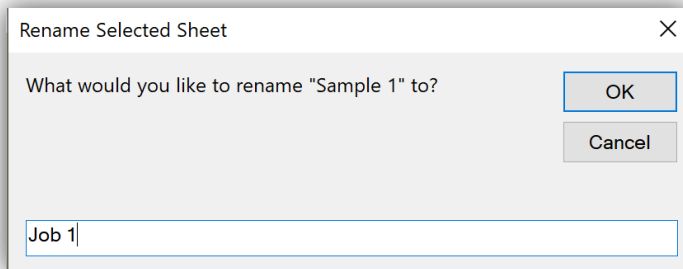 Rename Selected Sheet
What would you like to rename "Sample 1" to?
OK
Cancel
Job 1